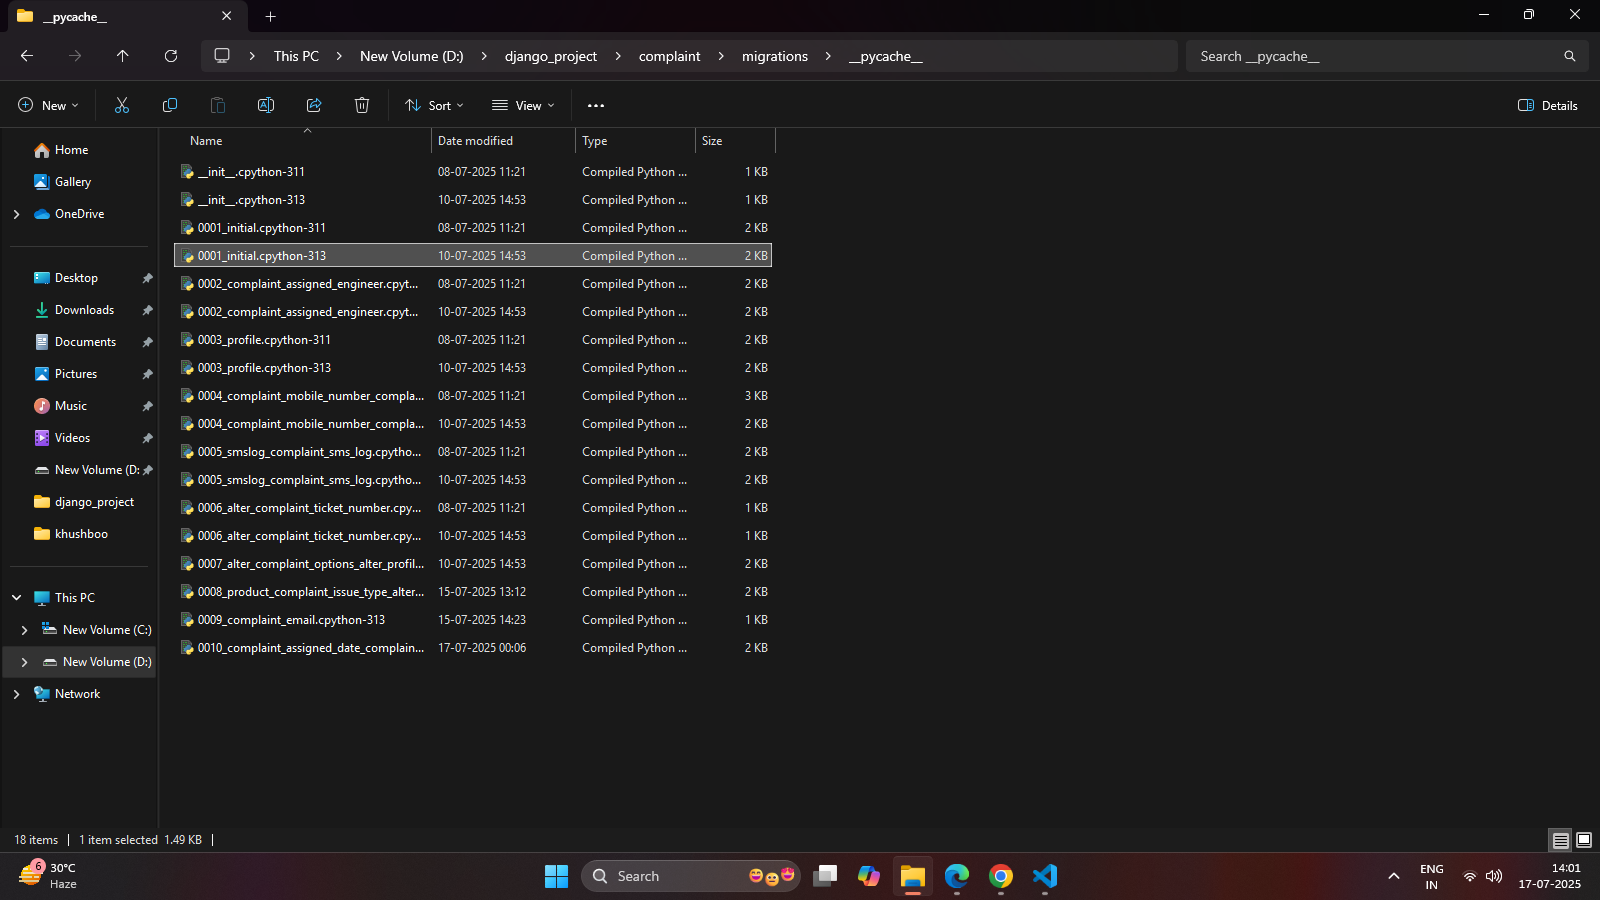 __pycache__
This PC
New Volume (D:)
django_project
complaint
migrations
__pycache__
Search __pycache__
New
Sort
View
Details
Name Date modified Type Size
Home
Gallery
OneDrive
Desktop
Downloads
Documents
Pictures
Music
Videos
New Volume (D:
django_project
khushboo
This PC
New Volume (C:)
New Volume (D:)
Network
__init__.cpython-311 08-07-2025 11:21 Compiled Python ... 1 KB
__init__.cpython-313 10-07-2025 14:53 Compiled Python ... 1 KB
0001_initial.cpython-311 08-07-2025 11:21 Compiled Python ... 2 KB
0001_initial.cpython-313 10-07-2025 14:53 Compiled Python ... 2 KB
0002_complaint_assigned_engineer.cpyt... 08-07-2025 11:21 Compiled Python ... 2 KB
0002_complaint_assigned_engineer.cpyt... 10-07-2025 14:53 Compiled Python ... 2 KB
0003_profile.cpython-311 08-07-2025 11:21 Compiled Python ... 2 KB
0003_profile.cpython-313 10-07-2025 14:53 Compiled Python ... 2 KB
0004_complaint_mobile_number_compla... 08-07-2025 11:21 Compiled Python ... 3 KB
0004_complaint_mobile_number_compla... 10-07-2025 14:53 Compiled Python ... 2 KB
0005_smslog_complaint_sms_log.cpytho... 08-07-2025 11:21 Compiled Python ... 2 KB
0005_smslog_complaint_sms_log.cpytho... 10-07-2025 14:53 Compiled Python ... 2 KB
0006_alter_complaint_ticket_number.cpy... 08-07-2025 11:21 Compiled Python ... 1 KB
0006_alter_complaint_ticket_number.cpy... 10-07-2025 14:53 Compiled Python ... 1 KB
0007_alter_complaint_options_alter_profil... 10-07-2025 14:53 Compiled Python ... 2 KB
0008_product_complaint_issue_type_alter... 15-07-2025 13:12 Compiled Python ... 2 KB
0009_complaint_email.cpython-313 15-07-2025 14:23 Compiled Python ... 1 KB
0010_complaint_assigned_date_complain... 17-07-2025 00:06 Compiled Python ... 2 KB
18 items
1 item selected 1.49 KB
6
30°C
Haze
Search
ENG
IN
14:01
17-07-2025